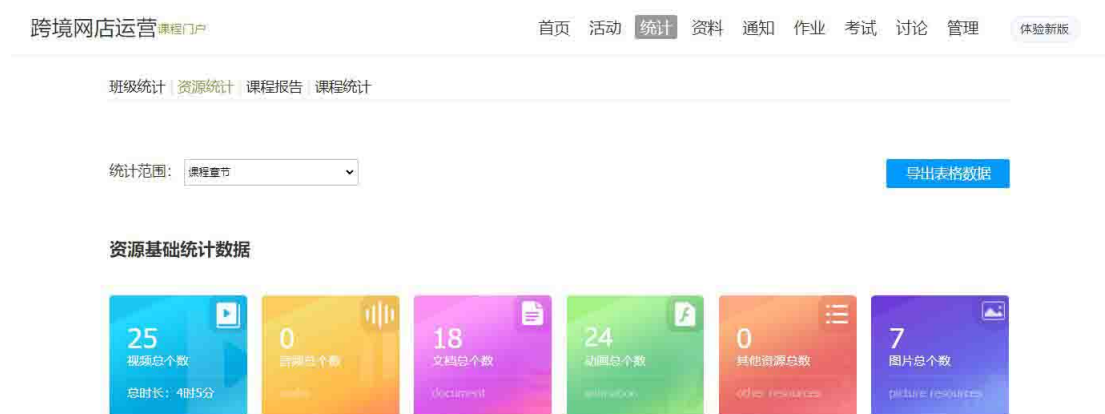 跨境网店运营课程门户
首页 活动 统计 资料 通知 作业 考试 讨论 管理 体验新版
班级统计 资源统计 课程报告 课程统计
统计范围： 课程章节 导出表格数据
资源基础统计数据
25 0 18 24 0 7
视频总个数 音频总个数 文档总个数 动画总个数 其他资源总数 图片总个数
总时长：4时5分 audio document animation other resources picture resources